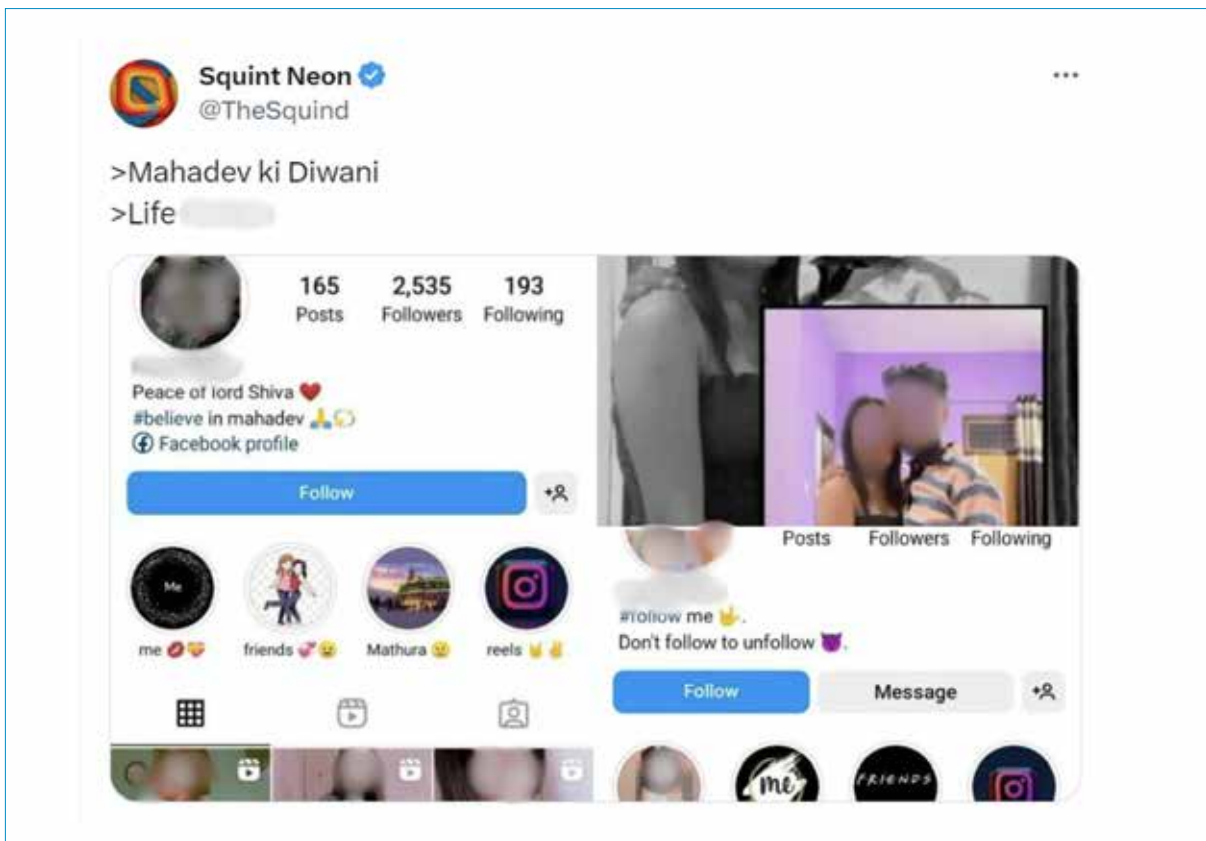 Squint Neon
@TheSquind
>Mahadev ki Diwani
>Life
165 2,535 193
Posts Followers Following
Peace of lord Shiva ❤️
#believe in mahadev 🙏💫
Facebook profile
Follow
Me
me 💋💝 friends 💞😉 Mathura 🥲 reels 🤘✌️
Posts Followers Following
#follow me 🤟.
Don't follow to unfollow 😈.
Follow Message
me FRIENDS